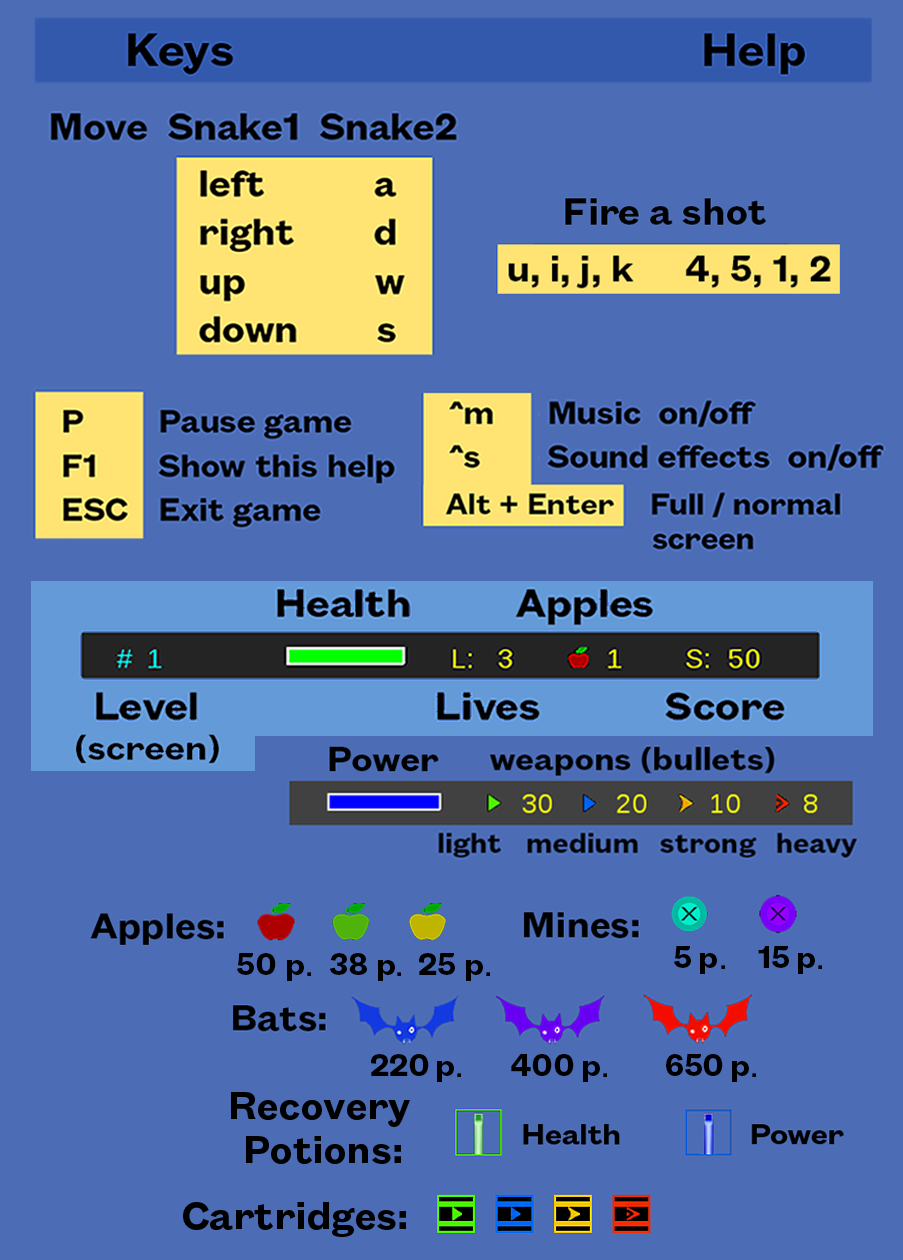 Keys Help
Move Snake1 Snake2
left a
right d
up w
down s
Fire a shot
u, i, j, k 4, 5, 1, 2
P Pause game
F1 Show this help
ESC Exit game
^m Music on/off
^s Sound effects on/off
Alt + Enter Full / normal
screen
Health Apples
# 1 L: 3 1 S: 50
Level Lives Score
(screen)
Power weapons (bullets)
30 20 10 8
light medium strong heavy
Apples: Mines:
50 p. 38 p. 25 p. 5 p. 15 p.
Bats:
220 p. 400 p. 650 p.
Recovery
Potions: Health Power
Cartridges: